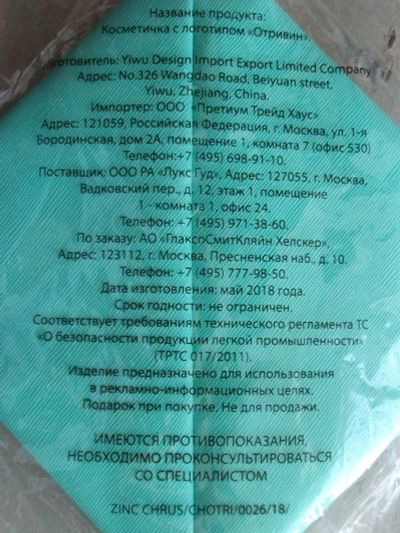 Название продукта:
Косметичка с логотипом «Отривин».
Изготовитель: Yiwu Design Import Export Limited Company
Адрес: No.326 Wangdao Road, Beiyuan street,
Yiwu, Zhejiang, China.
Импортер: ООО «Претиум Трейд Хаус»
Адрес: 121059, Российская Федерация, г. Москва, ул. 1-я
Бородинская, дом 2А, помещение 1, комната 7 (офис 530)
Телефон:+7 (495) 698-91-10.
Поставщик: ООО РА «Лукс Гуд», Адрес: 127055, г. Москва,
Вадковский пер., д. 12, этаж 1, помещение
1 - комната 1, офис 24.
Телефон: +7 (495) 971-38-60.
По заказу: АО «ГлаксоСмитКляйн Хелскер»,
Адрес: 123112, г. Москва, Пресненская наб., д. 10.
Телефон: +7 (495) 777-98-50.
Дата изготовления: май 2018 года.
Срок годности: не ограничен.
Соответствует требованиям технического регламента ТС
«О безопасности продукции легкой промышленности»
(ТРТС 017/2011).
Изделие предназначено для использования
в рекламно-информационных целях.
Подарок при покупке. Не для продажи.
ИМЕЮТСЯ ПРОТИВОПОКАЗАНИЯ.
НЕОБХОДИМО ПРОКОНСУЛЬТИРОВАТЬСЯ
СО СПЕЦИАЛИСТОМ
ZINC CHRUS/CHOTRI/0026/18/